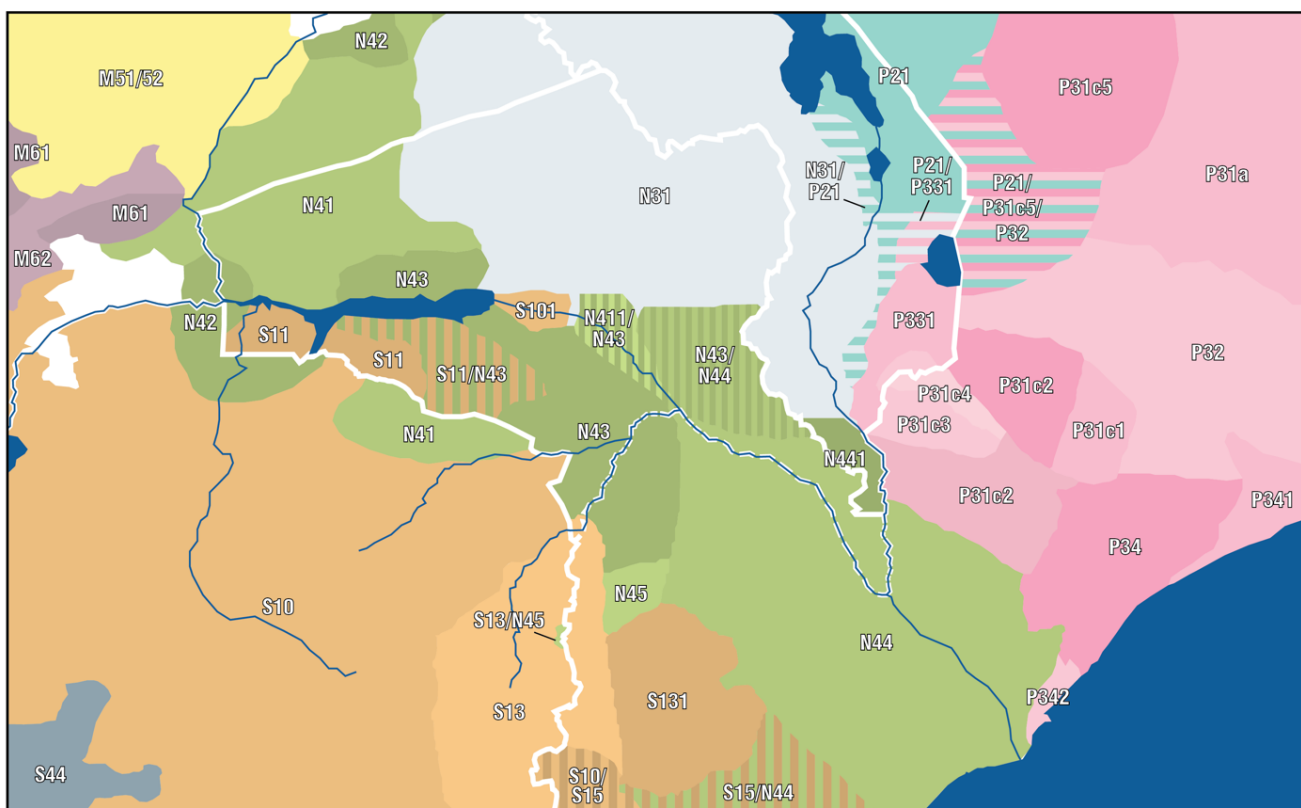 N42
M51/52
P21
P31c5
M61
P31a
N31/
P21
P21/
P331
N31
P21/
P31c5/
P32
N41
M61
M62
N43
S101
N42
N411/
N43
P331
S11
S11
S11/N43
N43/
N44
P32
P31c4
P31c2
P31c3
P31c1
N41
N43
N441
P31c2
P341
P34
N45
S10
S13/N45
N44
S131
P342
S13
S44
S10/
S15
S15/N44